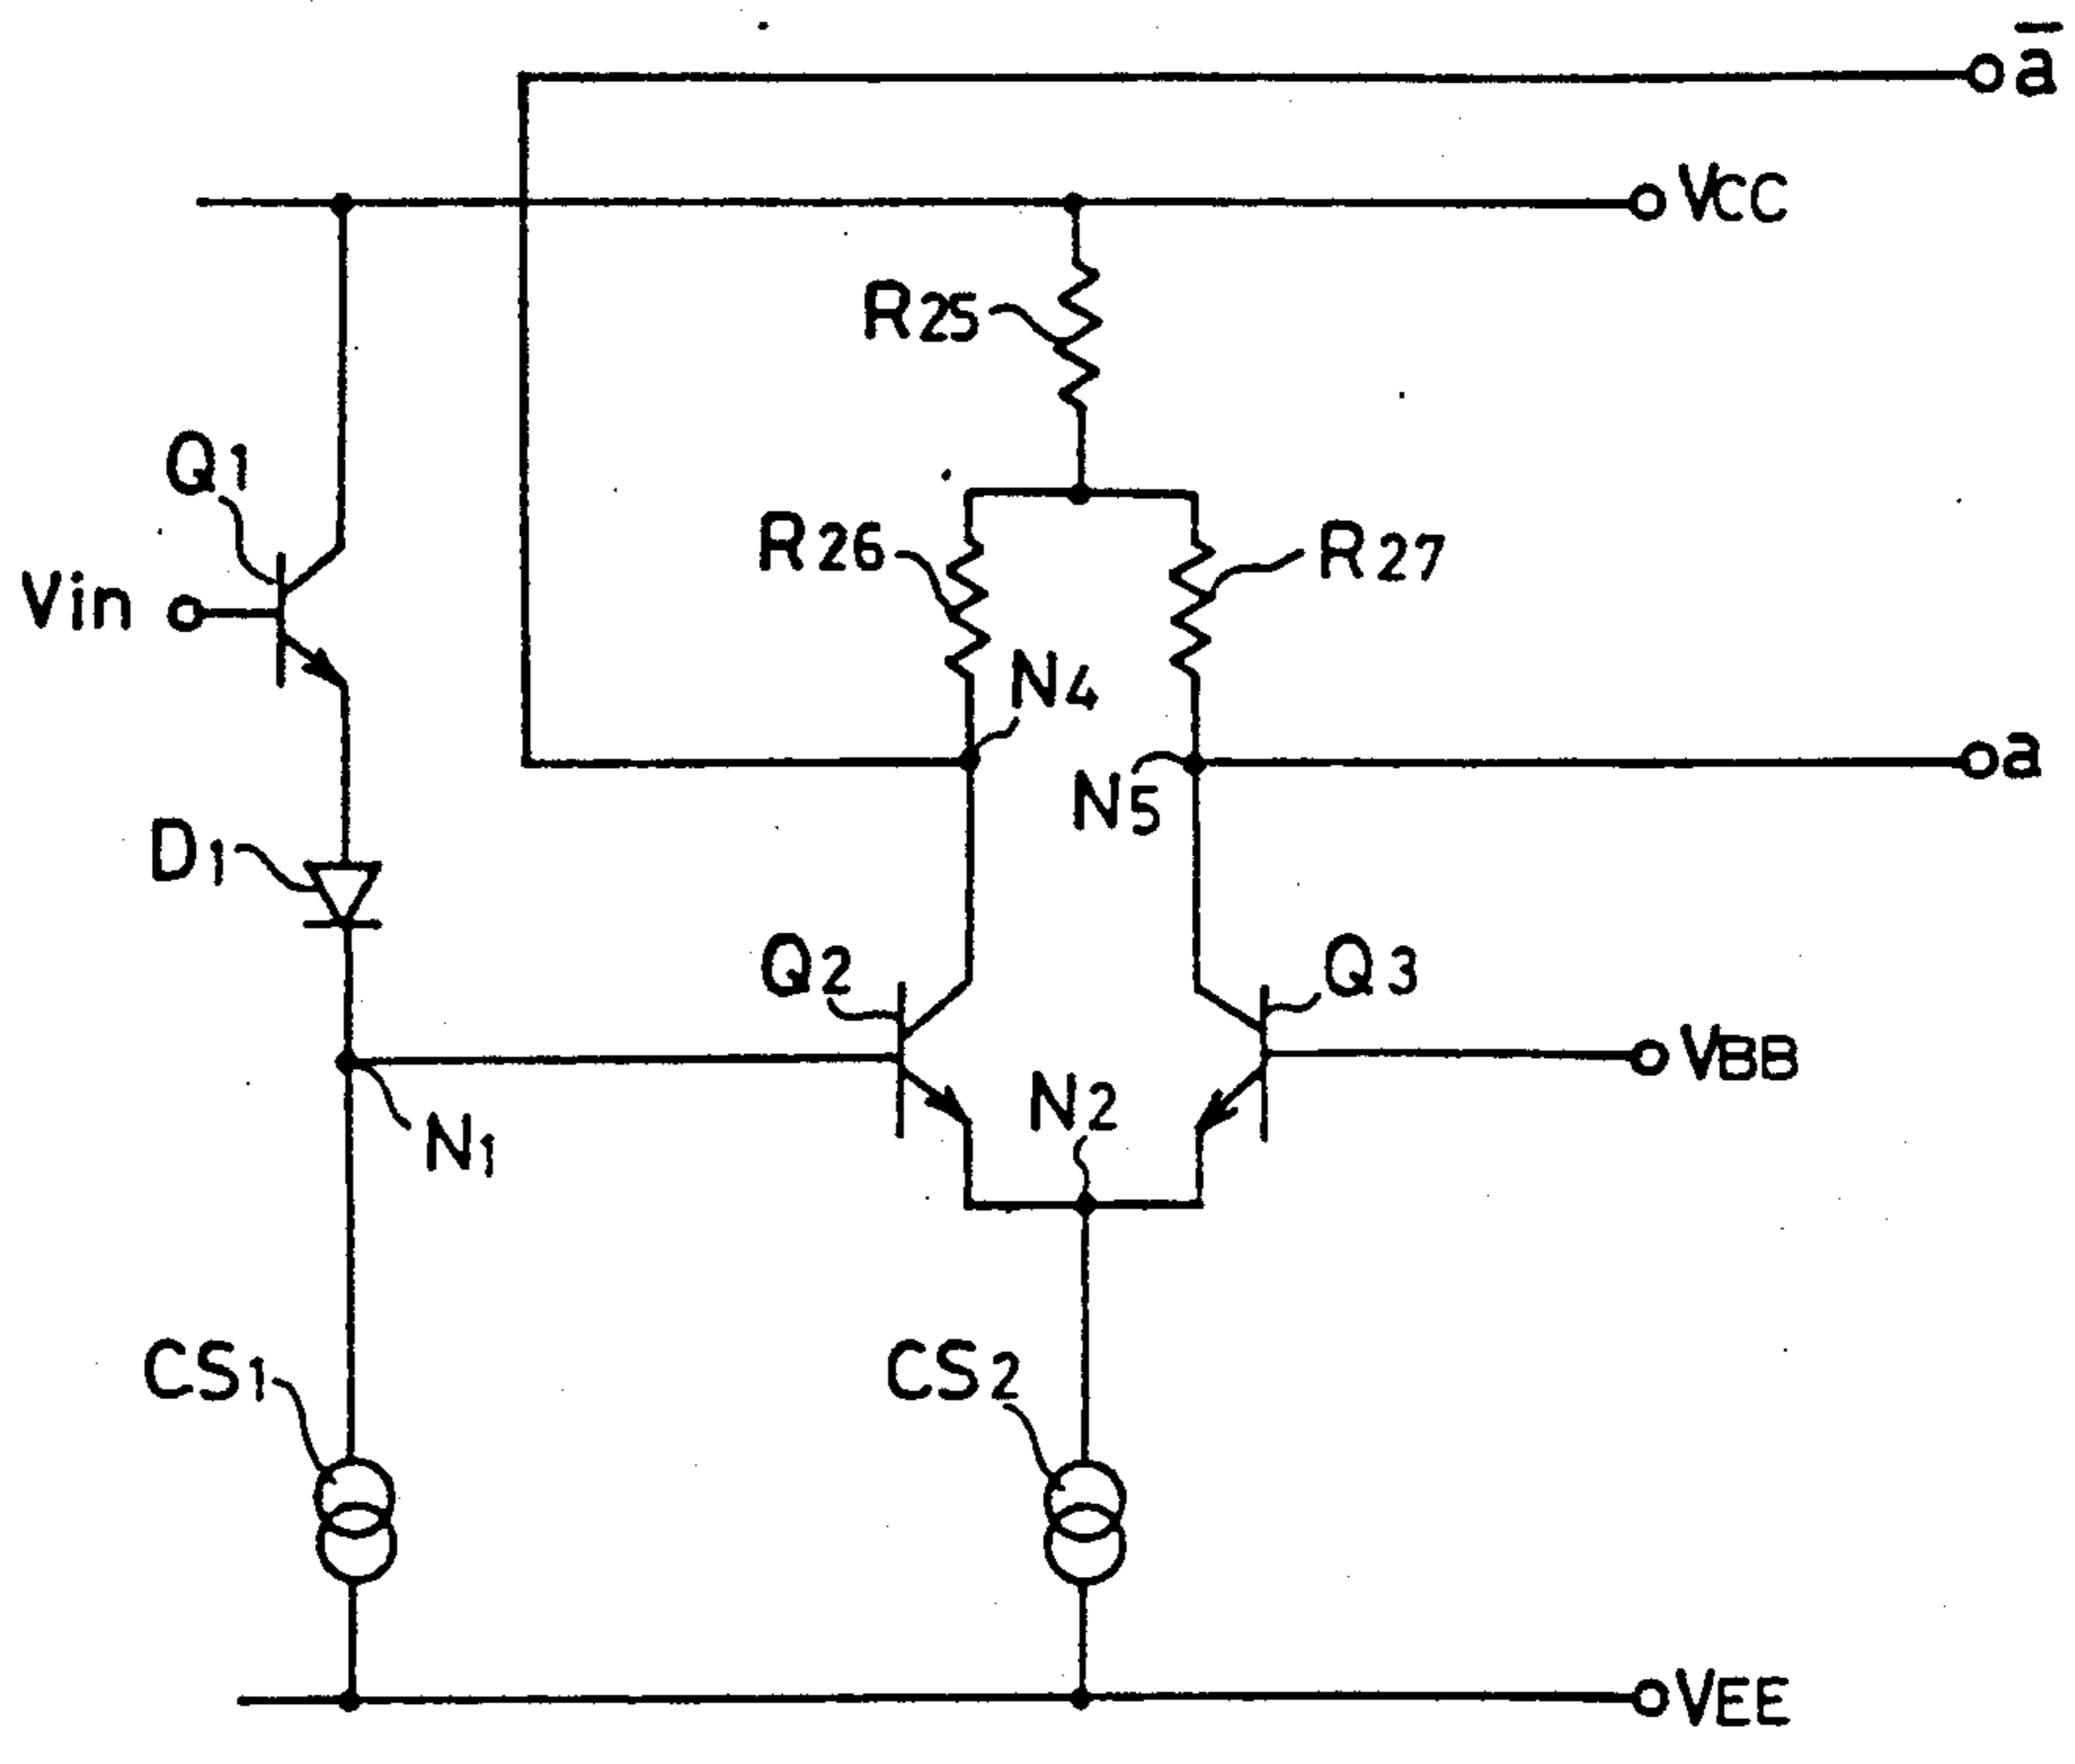 a̅
VCC
R25
Q1
R26
R27
Vin
N4
a
N5
D1
Q2
Q3
VBB
N2
N1
CS1
CS2
VEE